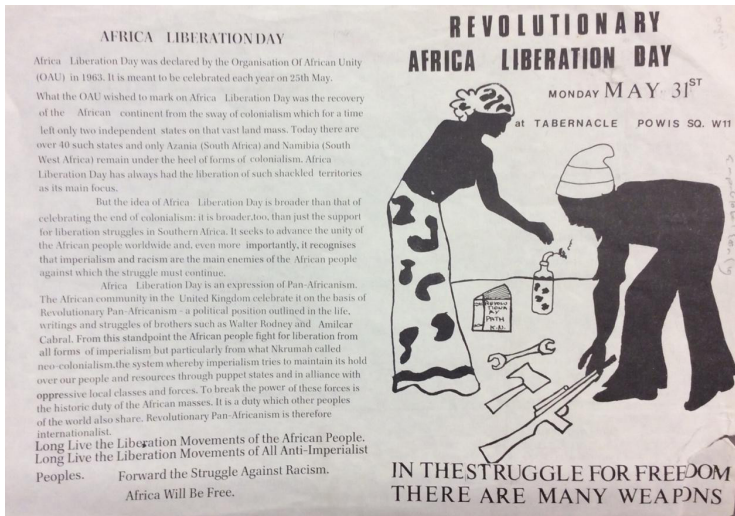 AFRICA LIBERATION DAY
Africa Liberation Day was declared by the Organisation Of African Unity
(OAU) in 1963. It is meant to be celebrated each year on 25th May.
What the OAU wished to mark on Africa Liberation Day was the recovery
of the African continent from the sway of colonialism which for a time
left only two independent states on that vast land mass. Today there are
over 40 such states and only Azania (South Africa) and Namibia (South
West Africa) remain under the heel of forms of colonialism. Africa
Liberation Day has always had the liberation of such shackled territories
as its main focus.
But the idea of Africa Liberation Day is broader than that of
celebrating the end of colonialism: it is broader,too, than just the support
for liberation struggles in Southern Africa. It seeks to advance the unity of
the African people worldwide and, even more importantly, it recognises
that imperialism and racism are the main enemies of the African people
against which the struggle must continue.
Africa Liberation Day is an expression of Pan-Africanism.
The African community in the United Kingdom celebrate it on the basis of
Revolutionary Pan-Africanism - a political position outlined in the life,
writings and struggles of brothers such as Walter Rodney and Amilcar
Cabral. From this standpoint the African people fight for liberation from
all forms of imperialism but particularly from what Nkrumah called
neo-colonialism,the system whereby imperialism tries to maintain its hold
over our people and resources through puppet states and in alliance with
oppressive local classes and forces. To break the power of these forces is
the historic duty of the African masses. It is a duty which other peoples
of the world also share. Revolutionary Pan-Africanism is therefore
internationalist.
Long Live the Liberation Movements of the African People.
Long Live the Liberation Movements of All Anti-Imperialist
Peoples. Forward the Struggle Against Racism.
Africa Will Be Free.
REVOLUTIONARY
AFRICA LIBERATION DAY
MONDAY MAY 31ST
at TABERNACLE POWIS SQ. W11
REVOLU
TIONA
RY
PATH
K.N.
IN THE STRUGGLE FOR FREEDOM
THERE ARE MANY WEAPONS